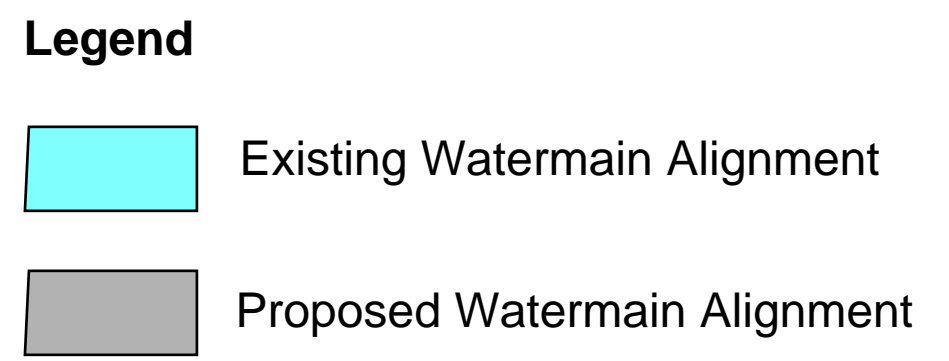 Legend
Existing Watermain Alignment
Proposed Watermain Alignment